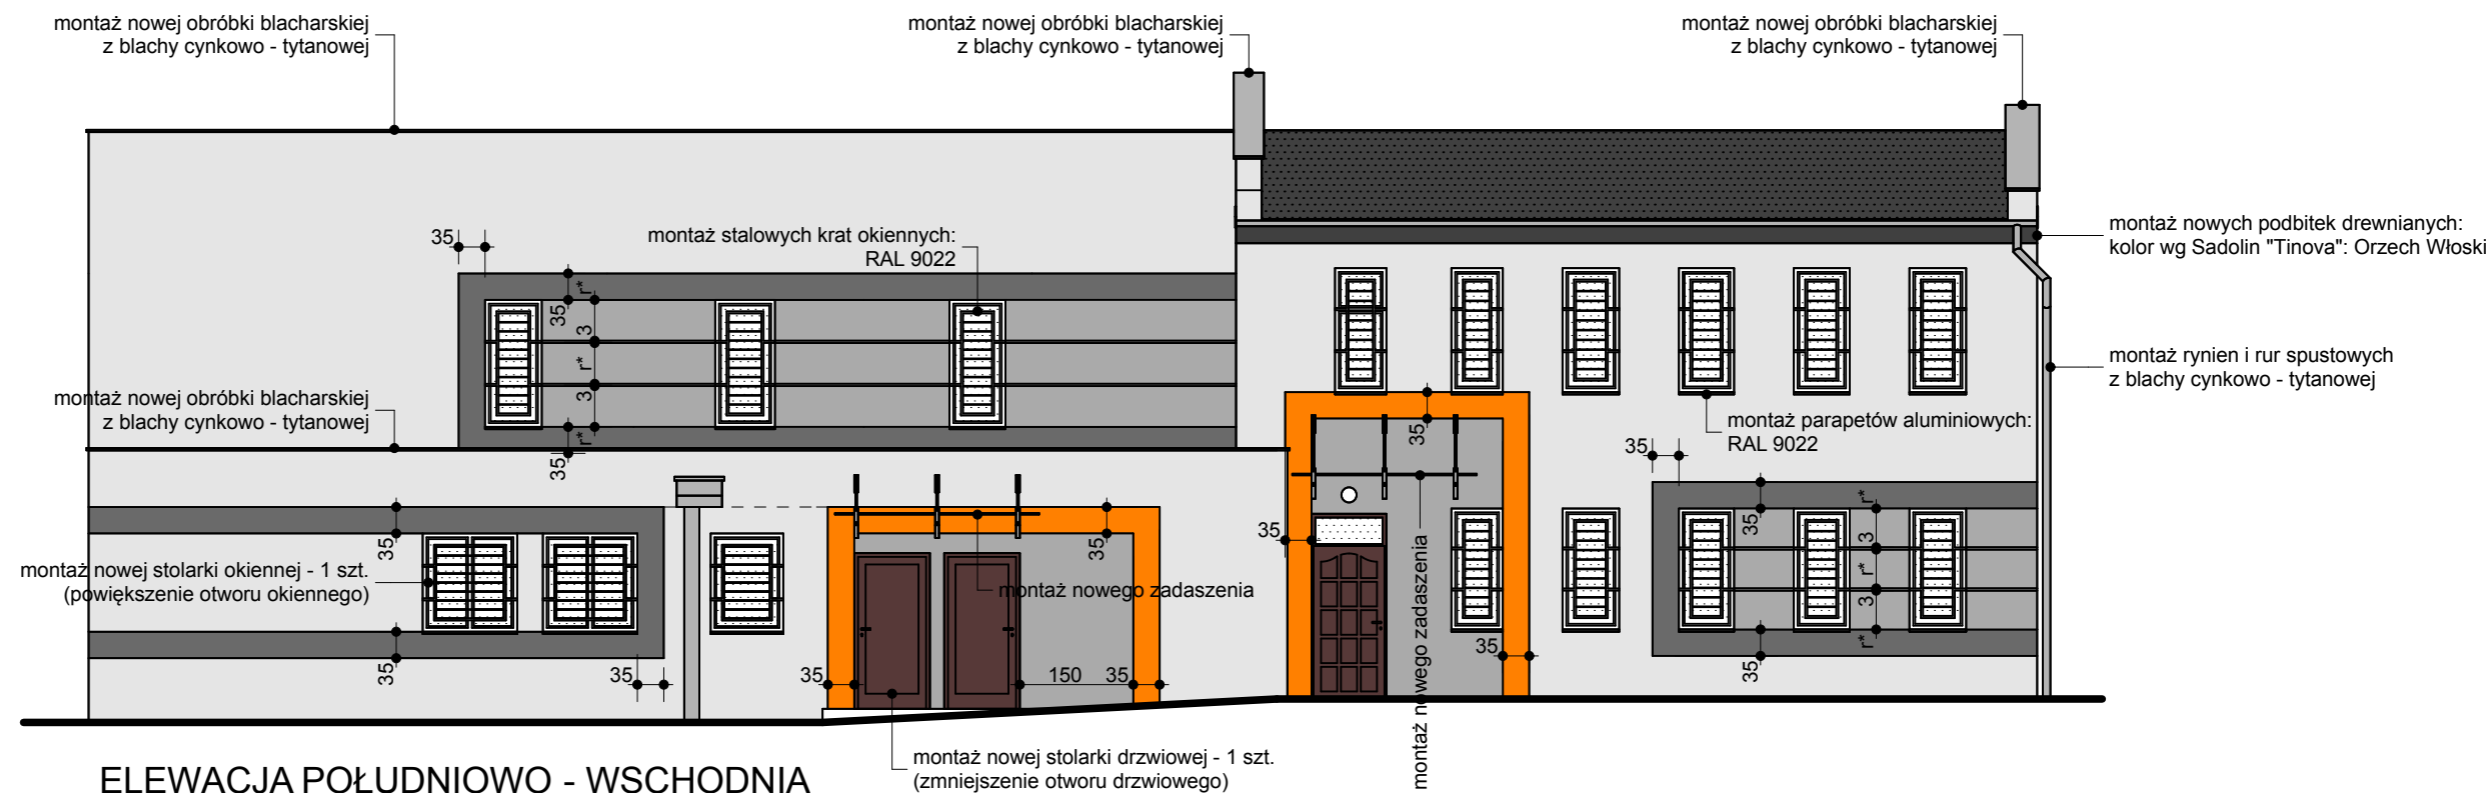 montaż nowej obróbki blacharskiej
z blachy cynkowo - tytanowej
montaż nowej obróbki blacharskiej
z blachy cynkowo - tytanowej
montaż nowej obróbki blacharskiej
z blachy cynkowo - tytanowej
montaż nowych podbitek drewnianych:
kolor wg Sadolin "Tinova": Orzech Włoski
35
montaż stalowych krat okiennych:
RAL 9022
r*
35
3
r*
3
r*
35
montaż rynien i rur spustowych
z blachy cynkowo - tytanowej
montaż nowej obróbki blacharskiej
z blachy cynkowo - tytanowej
montaż parapetów aluminiowych:
RAL 9022
35
35
r*
35
3
r*
3
r*
35
35
35
35
35
montaż nowej stolarki okiennej - 1 szt.
(powiększenie otworu okiennego)
montaż nowego zadaszenia
montaż nowego zadaszenia
35
35
35
35
150
35
35
montaż nowej stolarki drzwiowej - 1 szt.
(zmniejszenie otworu drzwiowego)
ELEWACJA POŁUDNIOWO - WSCHODNIA